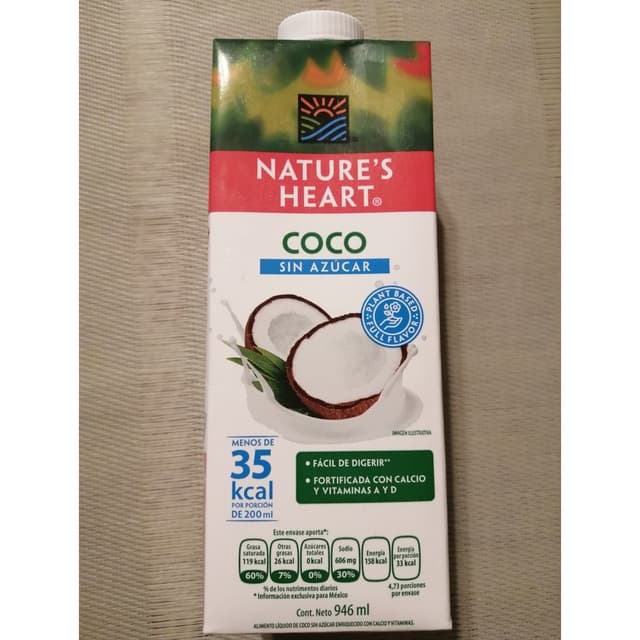 NATURE'S
HEART®
COCO
SIN AZÚCAR
PLANT BASED
FULL FLAVOR
IMAGEN ILUSTRATIVA
MENOS DE
35
kcal
POR PORCIÓN
DE 200 ml
• FÁCIL DE DIGERIR**
• FORTIFICADA CON CALCIO
Y VITAMINAS A Y D
Este envase aporta*:
Grasa saturada 119 kcal 60%
Otras grasas 26 kcal 7%
Azúcares totales 0 kcal 0%
Sodio 606 mg 30%
Energía 158 kcal
Energía por porción 33 kcal
% de los nutrimentos diarios
* Información exclusiva para México
4,73 porciones
por envase
Cont. Neto 946 ml
ALIMENTO LÍQUIDO DE COCO SIN AZÚCAR ENRIQUECIDO CON CALCIO Y VITAMINAS.